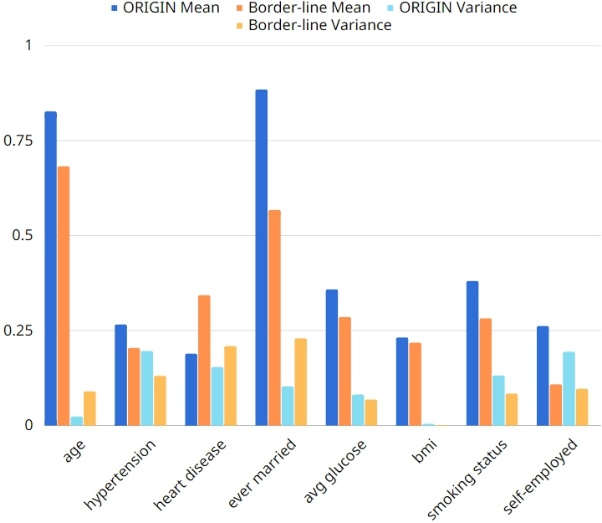 ORIGIN Mean Border-line Mean ORIGIN Variance
Border-line Variance
1
0.75
0.5
0.25
0
age
hypertension
heart disease
ever married
avg glucose
bmi
smoking status
self-employed